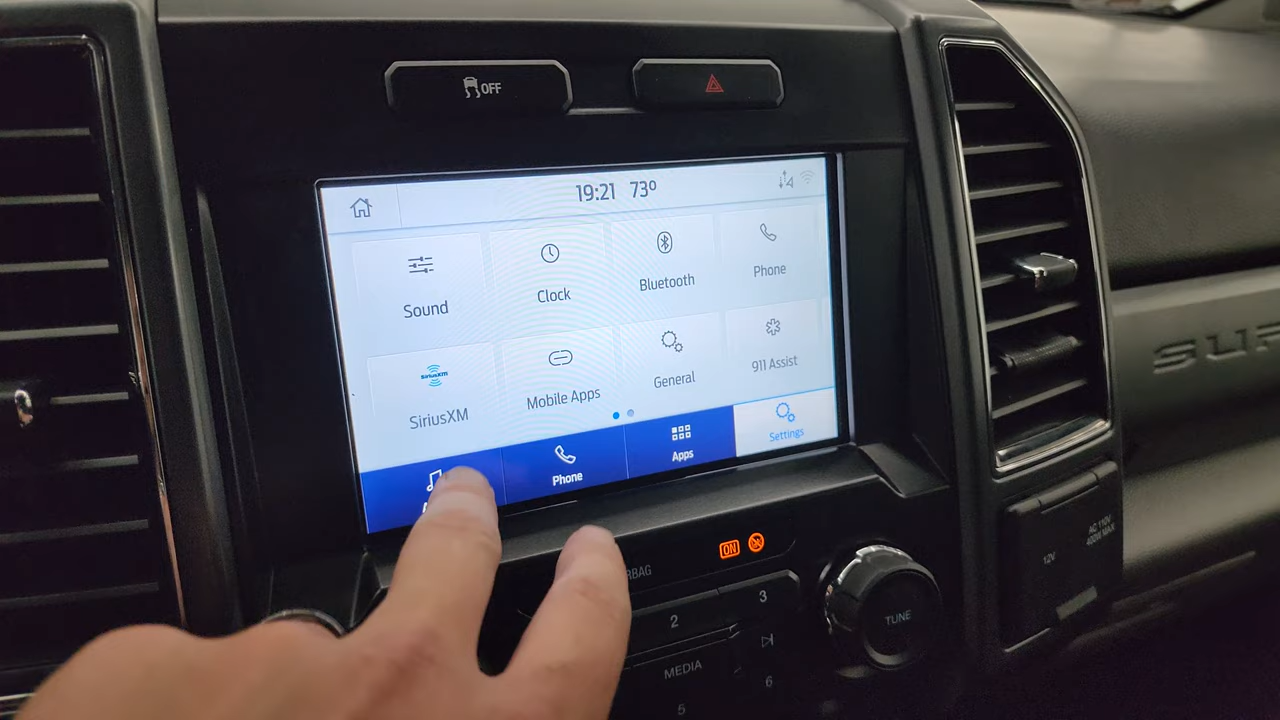 OFF
19:21 73º
Sound
Clock
Bluetooth
Phone
SiriusXM
SiriusXM
Mobile Apps
General
911 Assist
Phone
Apps
Settings
ON
2
3
MEDIA
5
6
TUNE
12V
AC 110V
400W MAX